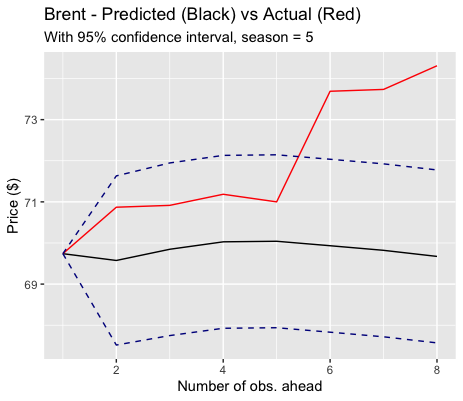 Brent - Predicted (Black) vs Actual (Red)
With 95% confidence interval, season = 5
Price ($)
73
71
69
2 4 6 8
Number of obs. ahead